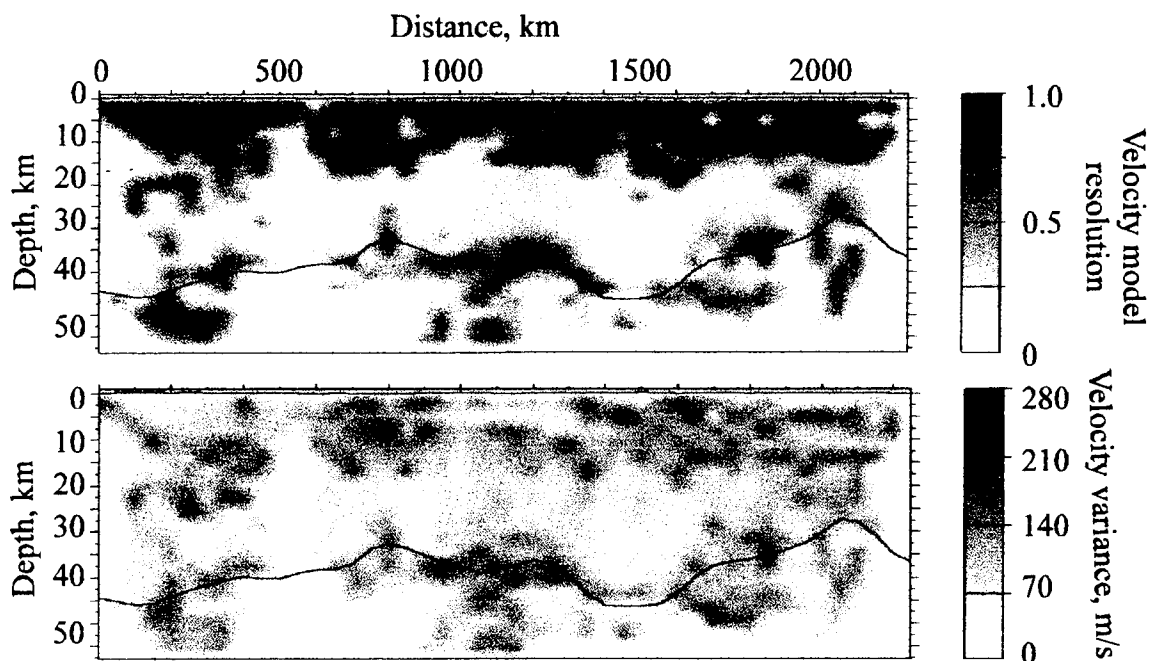 Distance, km
0 500 1000 1500 2000
0
10
20
30
40
50
Depth, km
1.0
0.5
0
Velocity model
resolution
0
10
20
30
40
50
Depth, km
280
210
140
70
0
Velocity variance, m/s